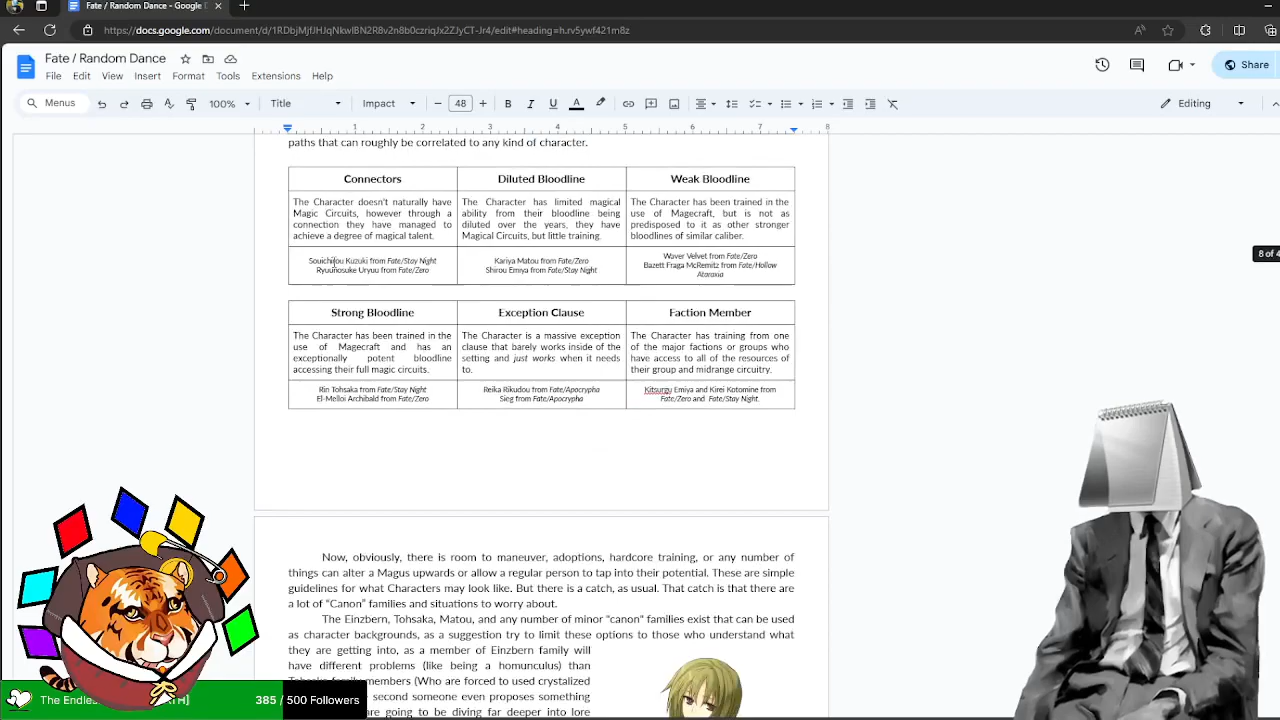 Fate / Random Dance - Google D
https://docs.google.com/document/d/1RDbjMjfJHJqNkwIBN2R8v2n8b0czriqJx2ZJyCT-Jr4/edit#heading=h.rv5ywf421m8z
Fate / Random Dance
File Edit View Insert Format Tools Extensions Help
Share
Menus 100% Title Impact 48 Editing
1 2 3 4 5 6 7 8
paths that can roughly be correlated to any kind of character.
Connectors Diluted Bloodline Weak Bloodline
The Character doesn't naturally have Magic Circuits, however through a connection they have managed to achieve a degree of magical talent.
The Character has limited magical ability from their bloodline being diluted over the years, they have Magical Circuits, but little training.
The Character has been trained in the use of Magecraft, but is not as predisposed to it as other stronger bloodlines of similar caliber.
Souichilou Kuzuki from Fate/Stay Night
Ryyuunosuke Uryuu from Fate/Zero
Kariya Matou from Fate/Zero
Shirou Emiya from Fate/Stay Night
Waver Velvet from Fate/Zero
Bazett Fraga McRemitz from Fate/Hollow
Ataraxia
8 of 4
Strong Bloodline Exception Clause Faction Member
The Character has been trained in the use of Magecraft and has an exceptionally potent bloodline accessing their full magic circuits.
The Character is a massive exception clause that barely works inside of the setting and just works when it needs to.
The Character has training from one of the major factions or groups who have access to all of the resources of their group and midrange circuitry.
Rin Tohsaka from Fate/Stay Night
El-Melloi Archibald from Fate/Zero
Reika Rikudou from Fate/Apocrypha
Sieg from Fate/Apocrypha
Kitsurgu Emiya and Kirei Kotomine from
Fate/Zero and Fate/Stay Night.
Now, obviously, there is room to maneuver, adoptions, hardcore training, or any number of
things can alter a Magus upwards or allow a regular person to tap into their potential. These are simple
guidelines for what Characters may look like. But there is a catch, as usual. That catch is that there are
a lot of “Canon” families and situations to worry about.
The Einzbern, Tohsaka, Matou, and any number of minor "canon" families exist that can be used
as character backgrounds, as a suggestion try to limit these options to those who understand what
they are getting into, as a member of Einzbern family will
have different problems (like being a homunculus) than
family members (Who are forced to used crystalized
second someone even proposes something
are going to be diving far deeper into lore
The Endles
385 / 500 Followers